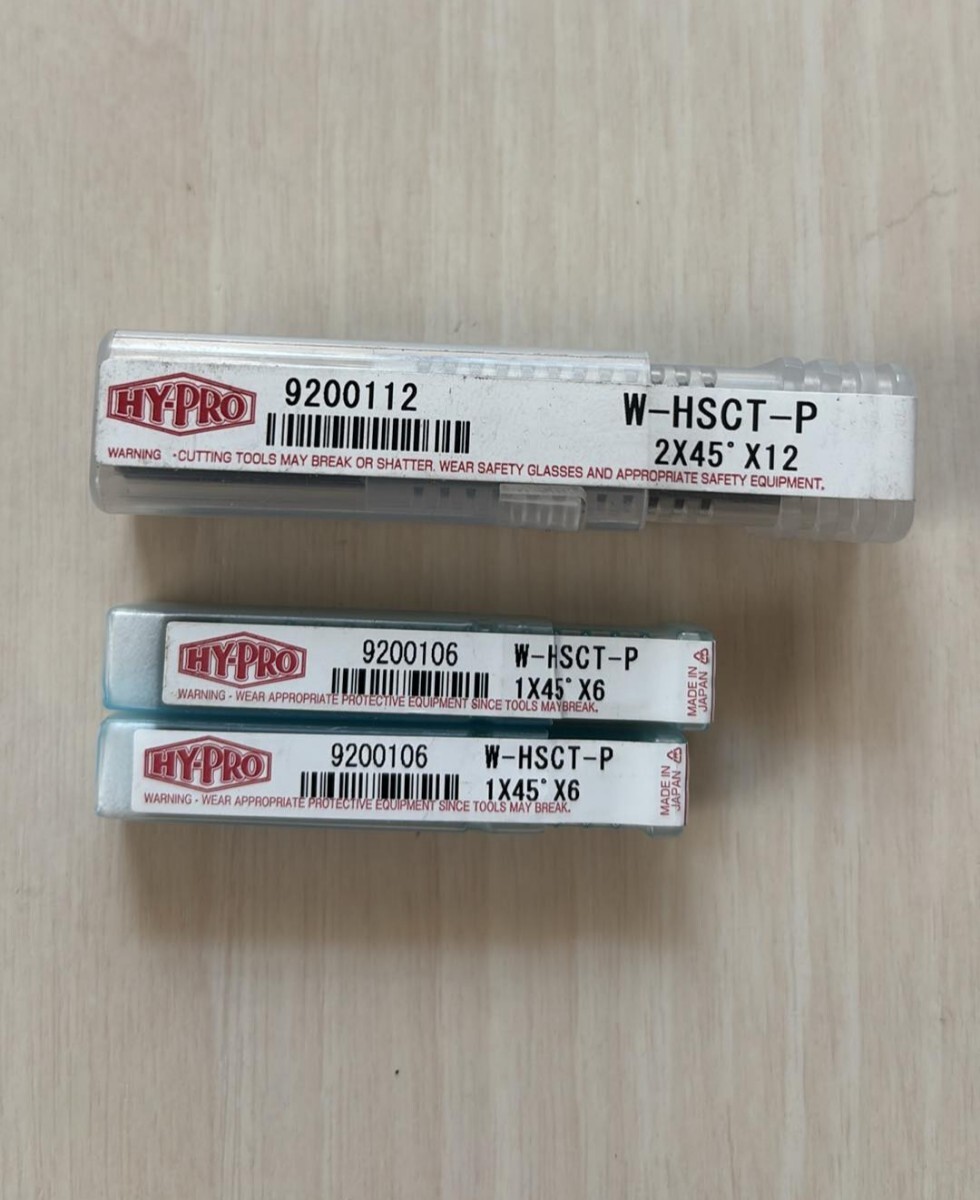 HY-PRO 9200112 W-HSCT-P
2X45° X12
WARNING -CUTTING TOOLS MAY BREAK OR SHATTER. WEAR SAFETY GLASSES AND APPROPRIATE SAFETY EQUIPMENT.
HY-PRO 9200106 W-HSCT-P
1X45° X6
WARNING - WEAR APPROPRIATE PROTECTIVE EQUIPMENT SINCE TOOLS MAY BREAK.
MADE IN
JAPAN
HY-PRO 9200106 W-HSCT-P
1X45° X6
WARNING - WEAR APPROPRIATE PROTECTIVE EQUIPMENT SINCE TOOLS MAY BREAK.
MADE IN
JAPAN